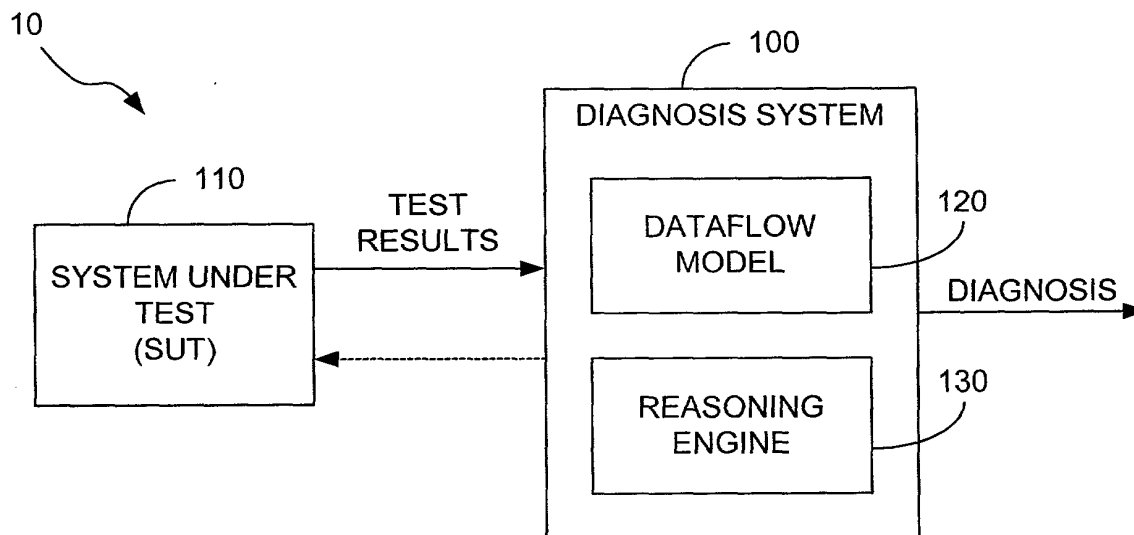 10
100
DIAGNOSIS SYSTEM
110
TEST
RESULTS
SYSTEM UNDER
TEST
(SUT)
DATAFLOW
MODEL
120
DIAGNOSIS
REASONING
ENGINE
130